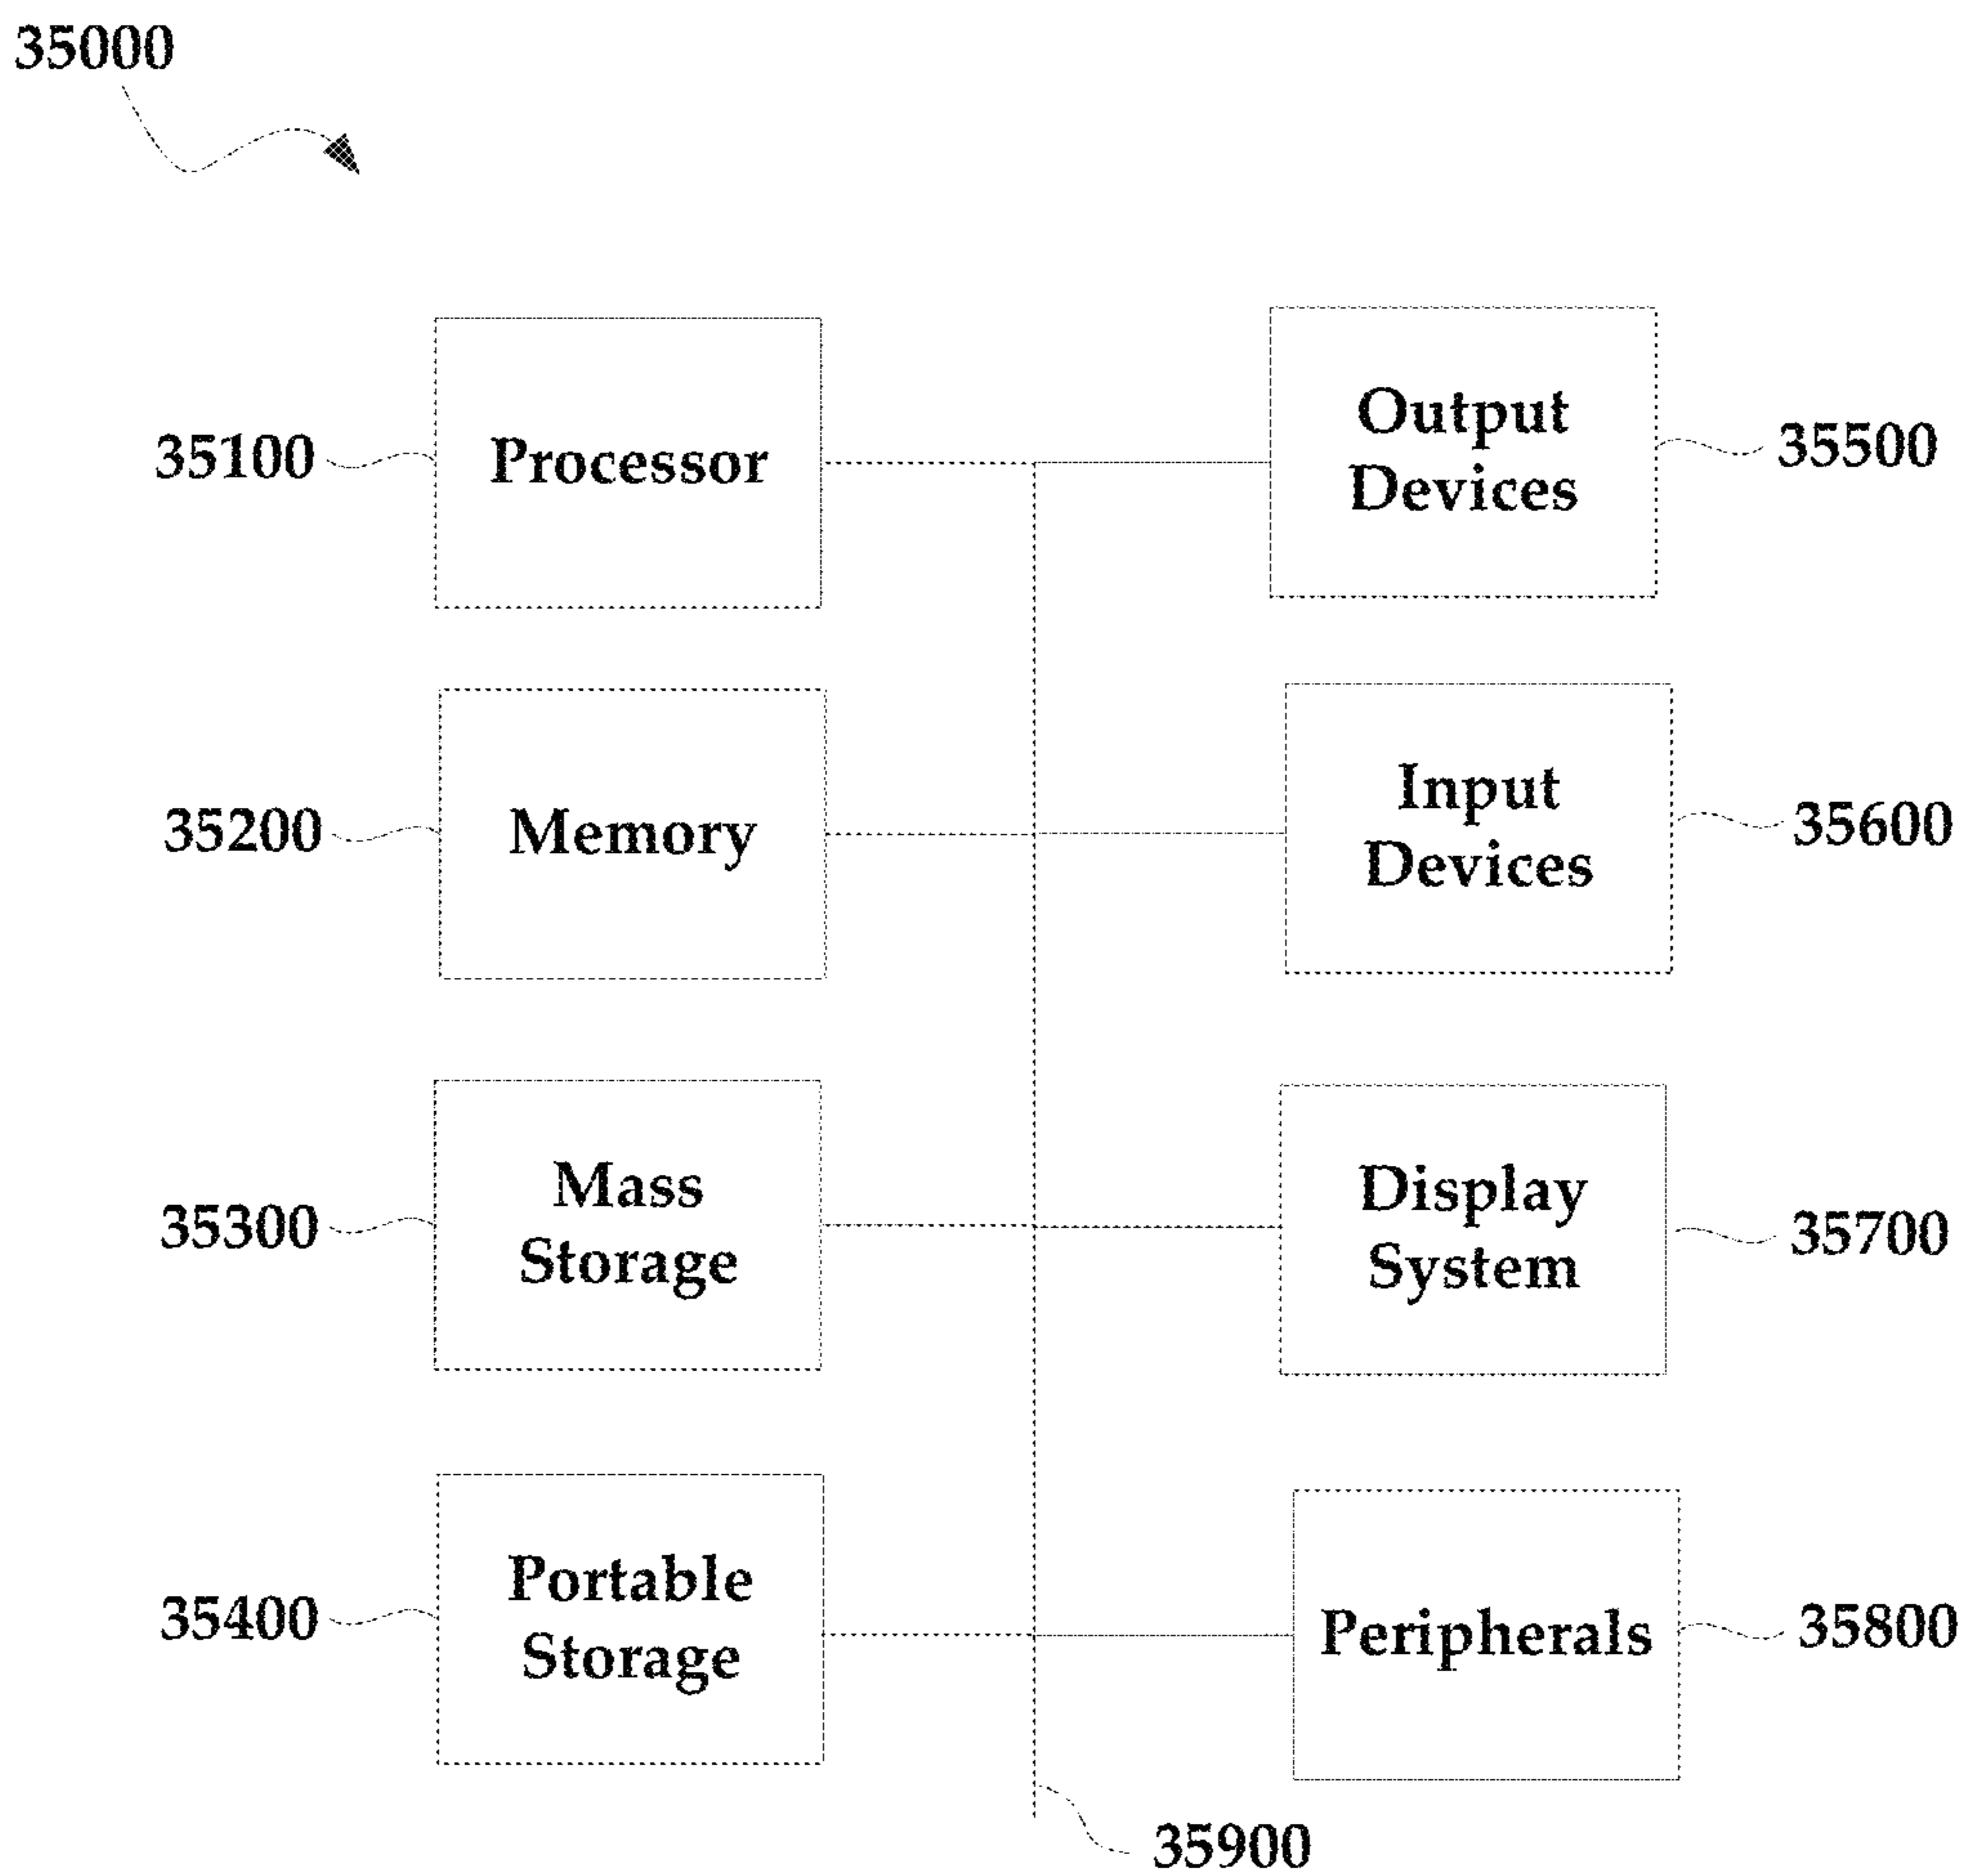 35000
35100
Processor
Output
Devices
35500
35200
Memory
Input
Devices
35600
35300
Mass
Storage
Display
System
35700
35400
Portable
Storage
Peripherals
35800
35900